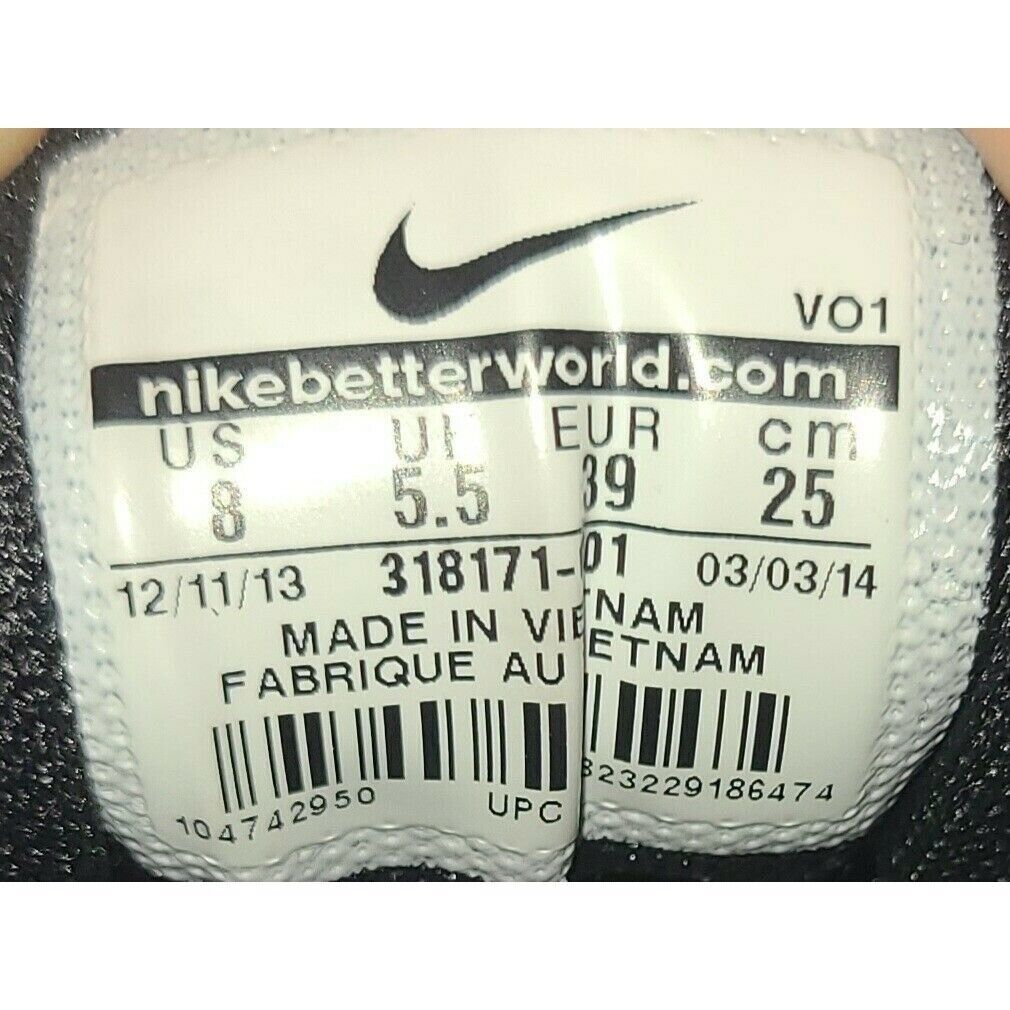 VO1
nikebetterworld.com
US UK EUR cm
8 5.5 39 25
12/11/13 318171- 01 03/03/14
MADE IN VIETNAM
FABRIQUE AU VIETNAM
104742950 UPC 823229186474